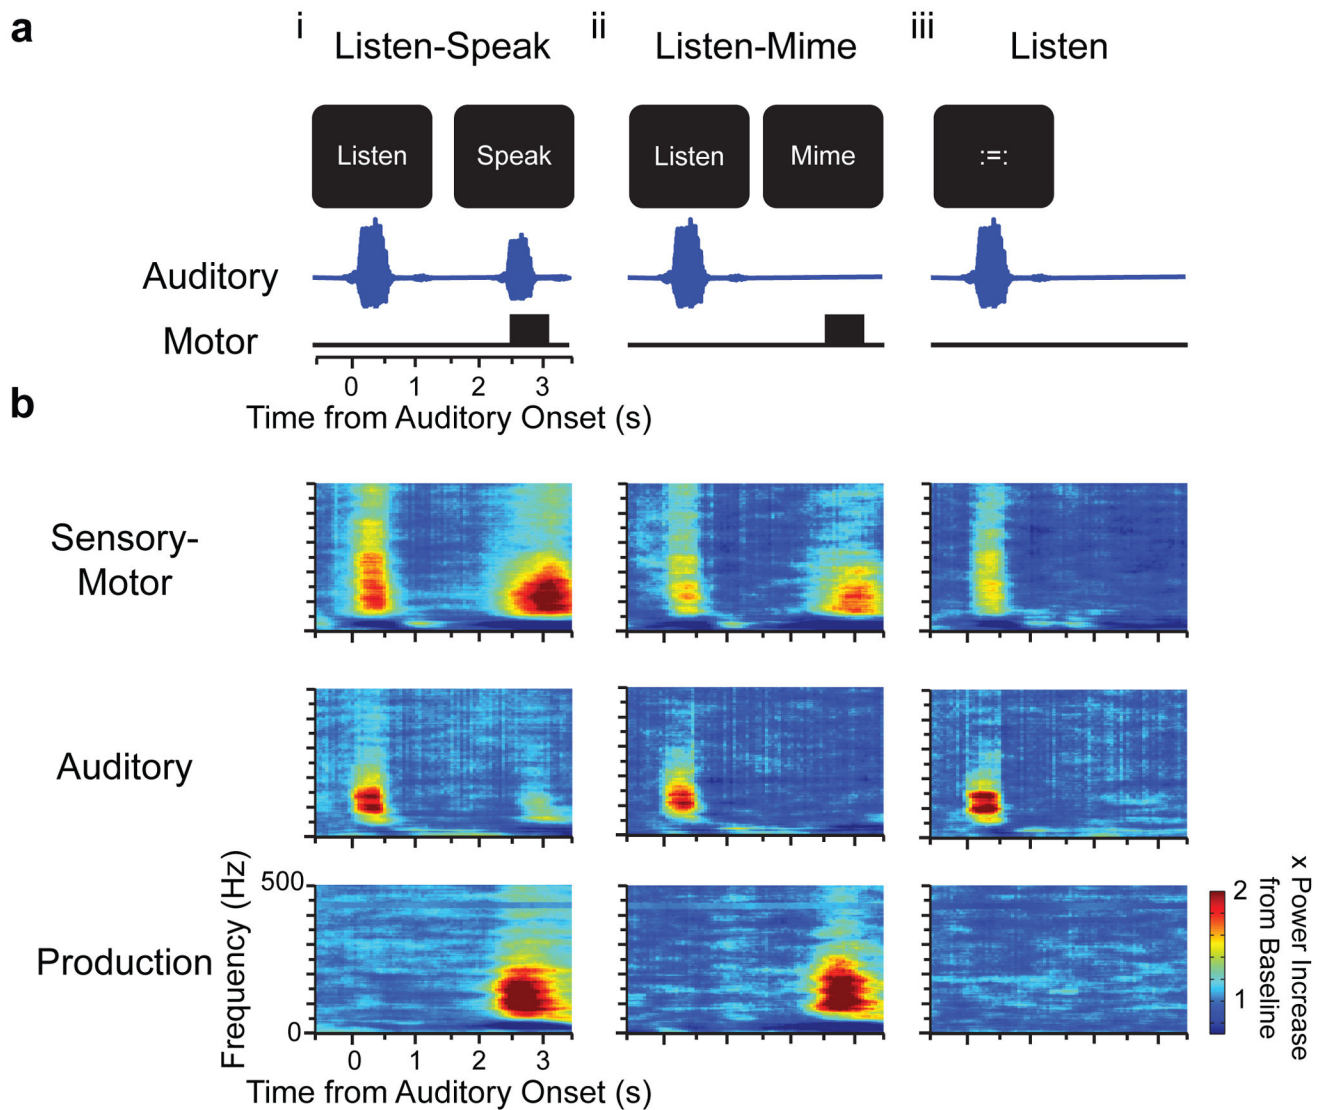 a
i
Listen-Speak
ii
Listen-Mime
iii
Listen
Listen
Speak
Listen
Mime
:=:
Auditory
Motor
0 1 2 3
Time from Auditory Onset (s)
b
Sensory-
Motor
Auditory
Production
Frequency (Hz)
500
0
0 1 2 3
Time from Auditory Onset (s)
2
1
x Power Increase
from Baseline